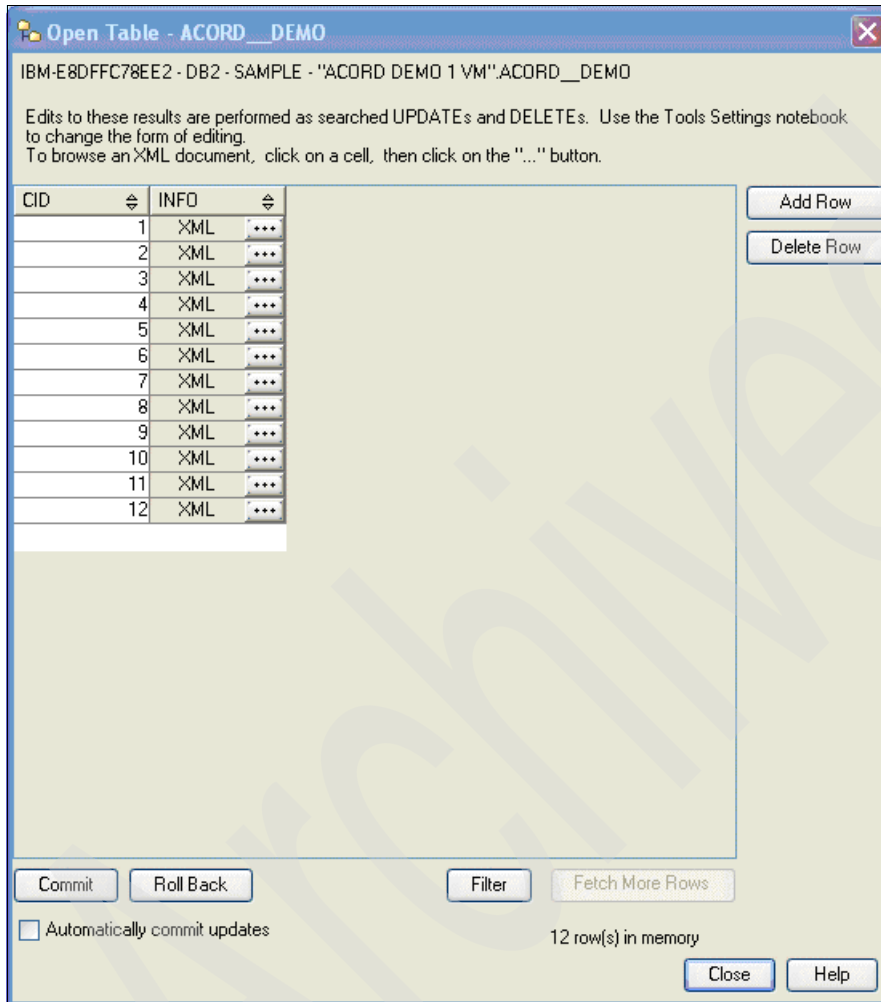 Open Table - ACORD__DEMO
IBM-E8DFFC78EE2 - DB2 - SAMPLE - "ACORD DEMO 1 VM".ACORD__DEMO
Edits to these results are performed as searched UPDATEs and DELETEs. Use the Tools Settings notebook
to change the form of editing.
To browse an XML document, click on a cell, then click on the "..." button.
CID INFO
1 XML ...
2 XML ...
3 XML ...
4 XML ...
5 XML ...
6 XML ...
7 XML ...
8 XML ...
9 XML ...
10 XML ...
11 XML ...
12 XML ...
Add Row
Delete Row
Commit Roll Back Filter Fetch More Rows
Automatically commit updates
12 row(s) in memory
Close Help
Archived